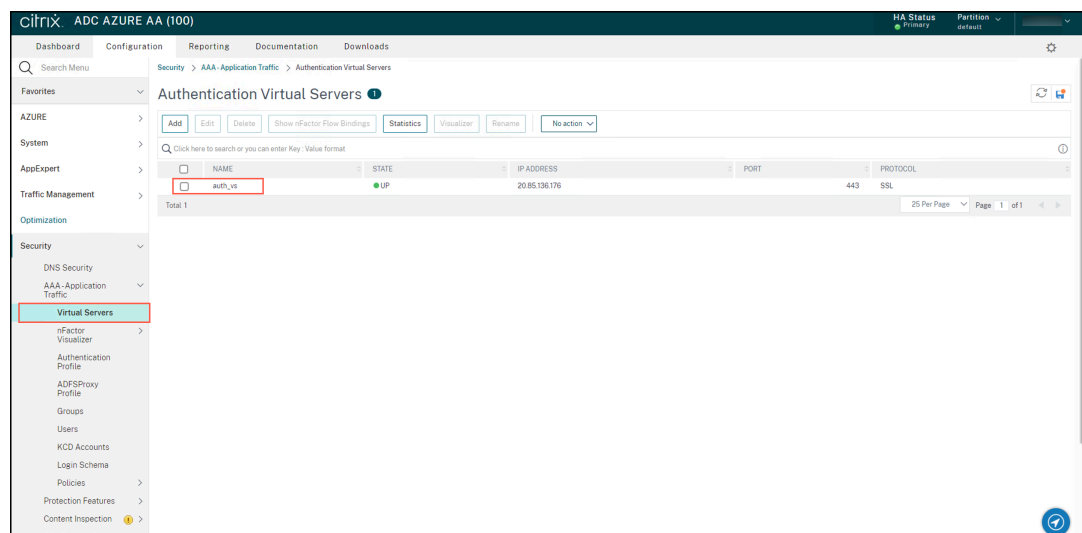 citrix. ADC AZURE AA (100)
HA Status
Primary
Partition
default
Dashboard Configuration Reporting Documentation Downloads
Search Menu
Favorites
AZURE
System
AppExpert
Traffic Management
Optimization
Security
DNS Security
AAA - Application
Traffic
Virtual Servers
nFactor
Visualizer
Authentication
Profile
ADFSProxy
Profile
Groups
Users
KCD Accounts
Login Schema
Policies
Protection Features
Content Inspection
Security > AAA - Application Traffic > Authentication Virtual Servers
Authentication Virtual Servers 1
Add Edit Delete Show nFactor Flow Bindings Statistics Visualizer Rename No action
Click here to search or you can enter Key : Value format
NAME STATE IP ADDRESS PORT PROTOCOL
auth_vs UP 20.85.136.176 443 SSL
Total 1 25 Per Page Page 1 of 1